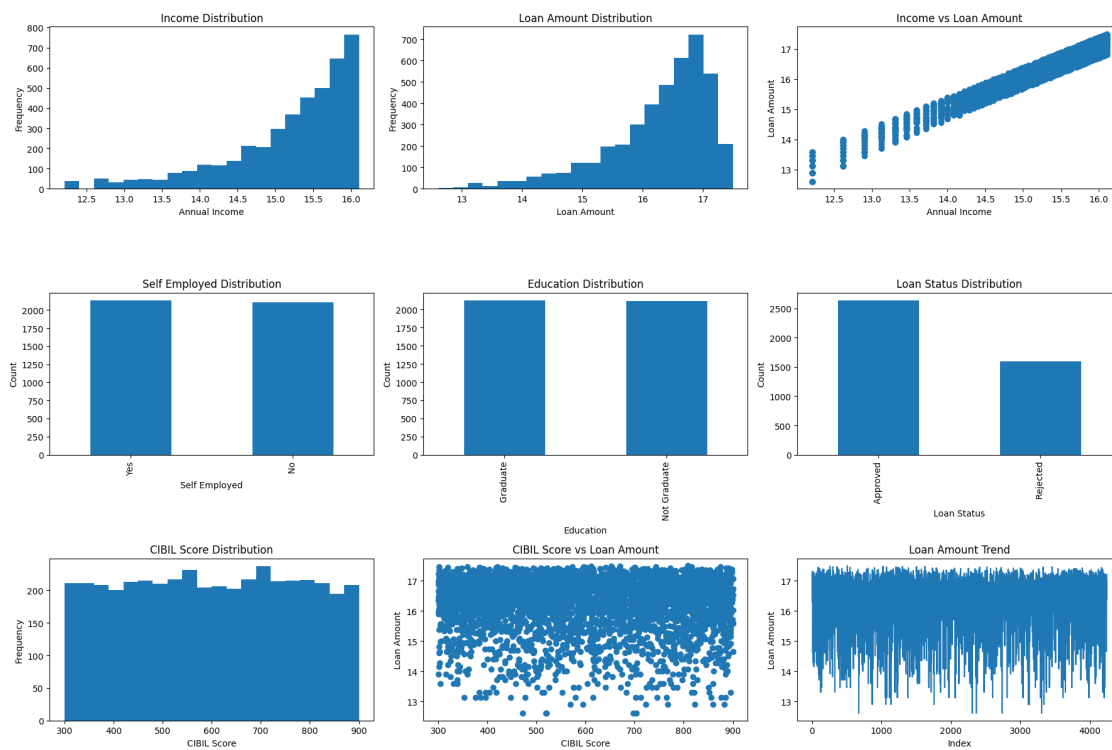 Income Distribution
Frequency
800
700
600
500
400
300
200
100
0
12.5 13.0 13.5 14.0 14.5 15.0 15.5 16.0
Annual Income
Loan Amount Distribution
Frequency
700
600
500
400
300
200
100
0
13 14 15 16 17
Loan Amount
Income vs Loan Amount
Loan Amount
17
16
15
14
13
12.5 13.0 13.5 14.0 14.5 15.0 15.5 16.0
Annual Income
Self Employed Distribution
Count
2000
1750
1500
1250
1000
750
500
250
0
Yes No
Self Employed
Education Distribution
Count
2000
1750
1500
1250
1000
750
500
250
0
Graduate Not Graduate
Education
Loan Status Distribution
Count
2500
2000
1500
1000
500
0
Approved Rejected
Loan Status
CIBIL Score Distribution
Frequency
200
150
100
50
0
300 400 500 600 700 800 900
CIBIL Score
CIBIL Score vs Loan Amount
Loan Amount
17
16
15
14
13
300 400 500 600 700 800 900
CIBIL Score
Loan Amount Trend
Loan Amount
17
16
15
14
13
0 1000 2000 3000 4000
Index